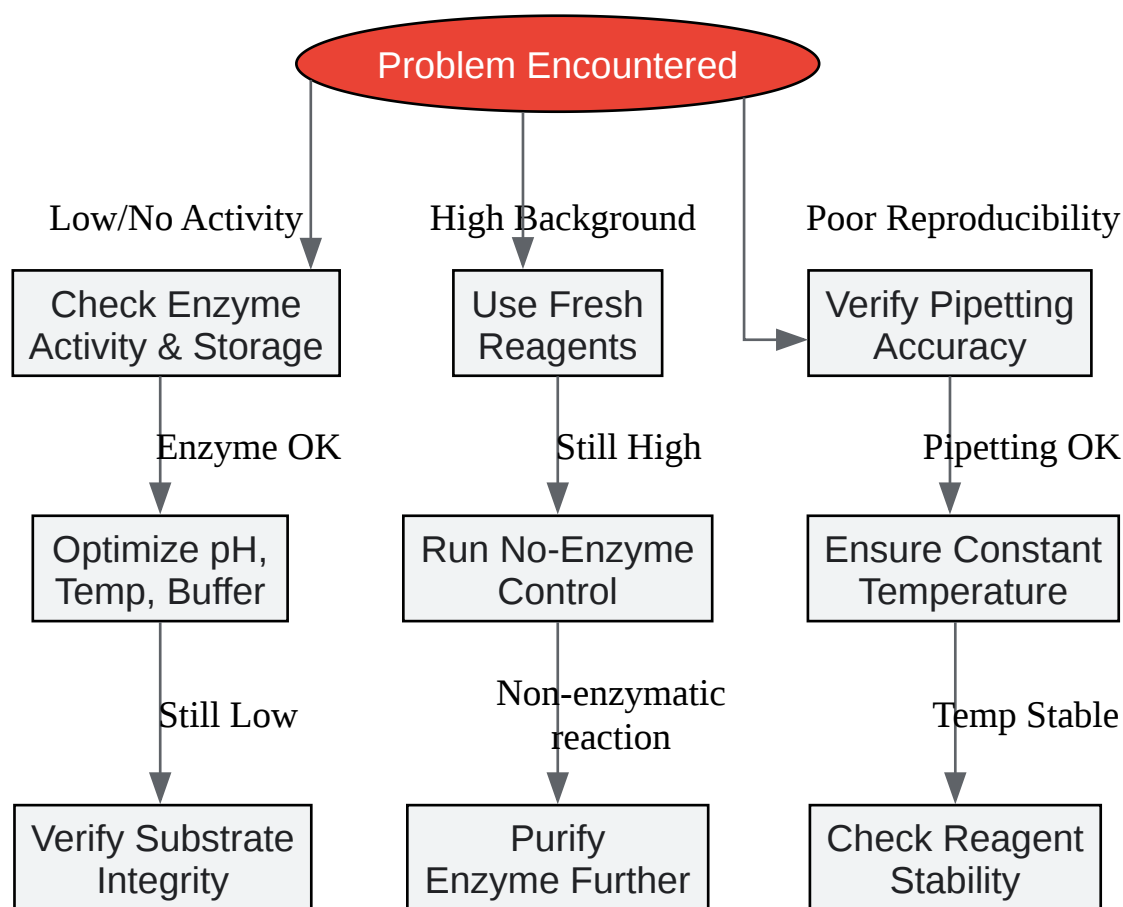 Problem Encountered
Low/No Activity
High Background
Poor Reproducibility
Check Enzyme
Activity & Storage
Use Fresh
Reagents
Verify Pipetting
Accuracy
Enzyme OK
Still High
Pipetting OK
Optimize pH,
Temp, Buffer
Run No-Enzyme
Control
Ensure Constant
Temperature
Still Low
Non-enzymatic
reaction
Temp Stable
Verify Substrate
Integrity
Purify
Enzyme Further
Check Reagent
Stability